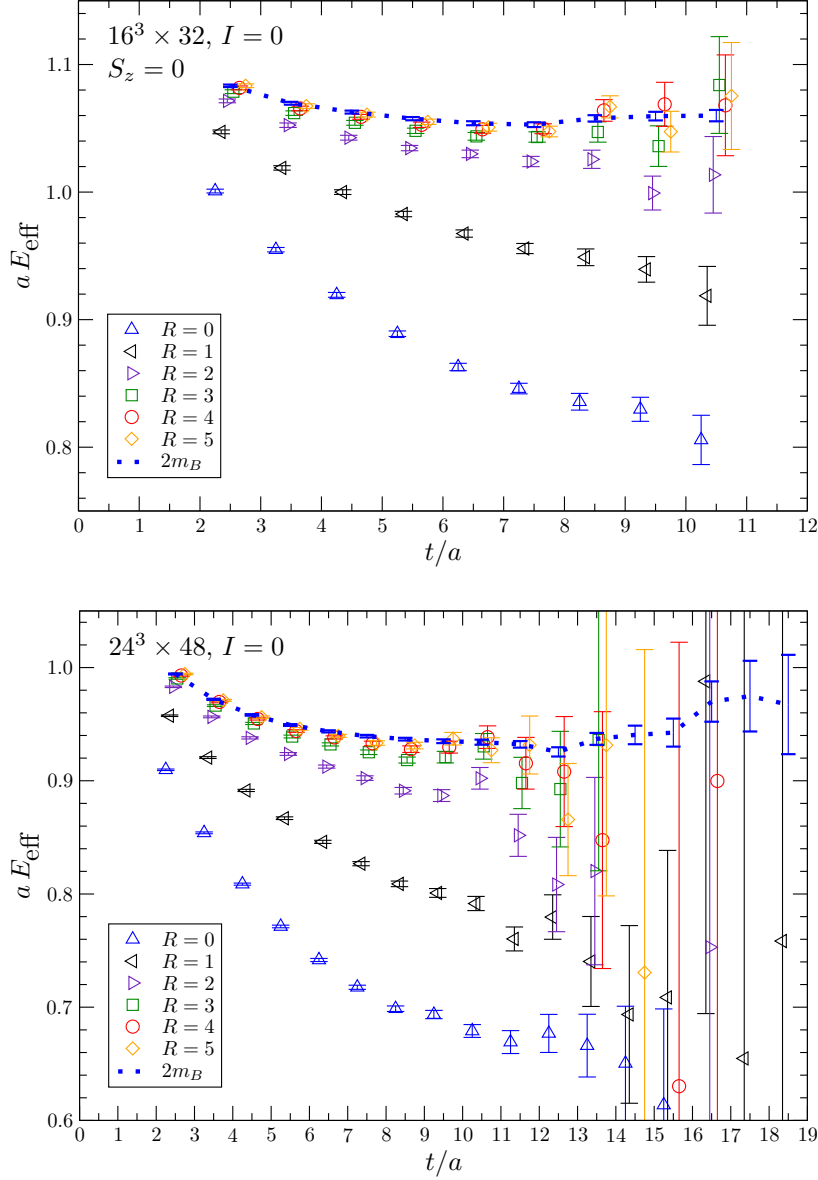 16³ × 32, I = 0
S_z = 0
a E_eff
1.1
1.0
0.9
0.8
R = 0
R = 1
R = 2
R = 3
R = 4
R = 5
2m_B
0 1 2 3 4 5 6 7 8 9 10 11 12
t/a
24³ × 48, I = 0
a E_eff
1.0
0.9
0.8
0.7
0.6
R = 0
R = 1
R = 2
R = 3
R = 4
R = 5
2m_B
0 1 2 3 4 5 6 7 8 9 10 11 12 13 14 15 16 17 18 19
t/a